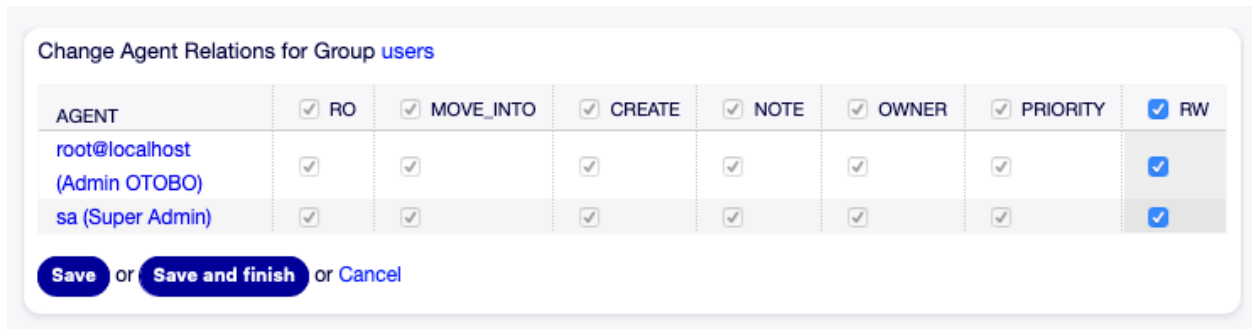 Change Agent Relations for Group users
AGENT RO MOVE_INTO CREATE NOTE OWNER PRIORITY RW
root@localhost
(Admin OTOBO)
sa (Super Admin)
Save or Save and finish or Cancel